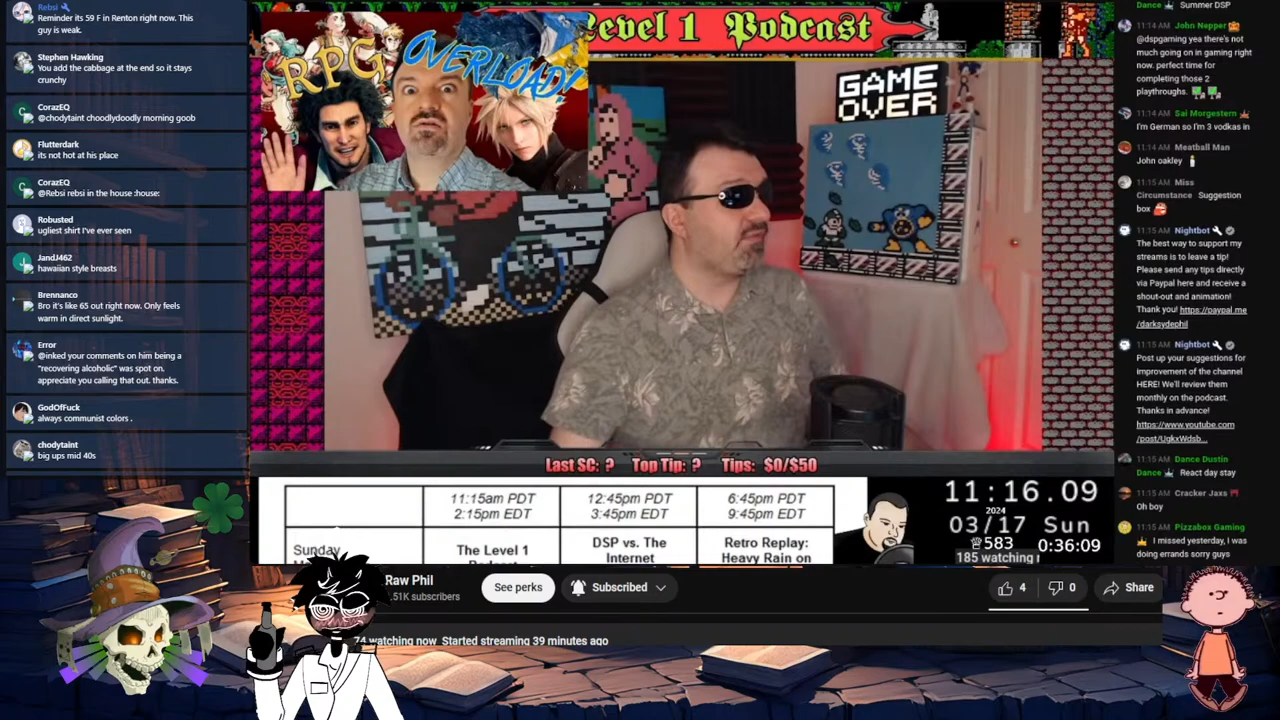 Rebsi
Reminder its 59 F in Renton right now. This
guy is weak.
Stephen Hawking
You add the cabbage at the end so it stays
crunchy
CorazEQ
@chodytaint choodlydoodly morning goob
Flutterdark
its not hot at his place
CorazEQ
@Rebsi rebsi in the house :house:
Robusted
ugliest shirt I've ever seen
JandJ462
hawaiian style breasts
Brennanco
Bro it's like 65 out right now. Only feels
warm in direct sunlight.
Error
@inked your comments on him being a
"recovering alcoholic" was spot on.
appreciate you calling that out. thanks.
GodOfFuck
always communist colors .
chodytaint
big ups mid 40s
Level 1 Podcast
RPG
OVERLOAD!
GAME
OVER
Last SC: ? Top Tip: ? Tips: $0/$50
11:15am PDT
2:15pm EDT
12:45pm PDT
3:45pm EDT
6:45pm PDT
9:45pm EDT
Sunday
The Level 1
Podcast
DSP vs. The
Internet
Retro Replay:
Heavy Rain on
11:16.09
2024
03/17 Sun
583
0:36:09
185 watching
Raw Phil
.51K subscribers
See perks
Subscribed
4
0
Share
74 watching now Started streaming 39 minutes ago
Dance Summer DSP
11:14 AM John Nepper
@dspgaming yea there's not
much going on in gaming right
now. perfect time for
completing those 2
playthroughs.
11:14 AM Sai Morgestern
I'm German so I'm 3 vodkas in
11:14 AM Meatball Man
John oakley
11:15 AM Miss
Circumstance Suggestion
box
11:15 AM Nightbot
The best way to support my
streams is to leave a tip!
Please send any tips directly
via Paypal here and receive a
shout-out and animation!
Thank you! https://paypal.me
/darksydephil
11:15 AM Nightbot
Post up your suggestions for
improvement of the channel
HERE! We'll review them
monthly on the podcast.
Thanks in advance!
https://www.youtube.com
/post/UgkxWdsb...
11:15 AM Dance Dustin
Dance React day stay
11:15 AM Cracker Jaxs
Oh boy
11:15 AM Pizzabox Gaming
I missed yesterday, I was
doing errands sorry guys